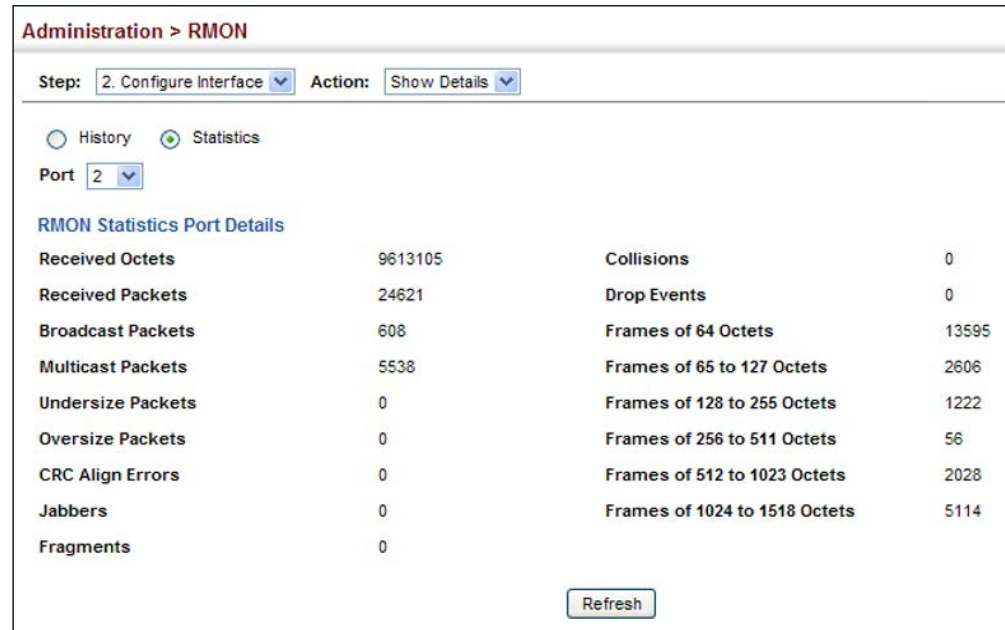 Administration > RMON
Step: 2. Configure Interface Action: Show Details
History Statistics
Port 2
RMON Statistics Port Details
Received Octets 9613105 Collisions 0
Received Packets 24621 Drop Events 0
Broadcast Packets 608 Frames of 64 Octets 13595
Multicast Packets 5538 Frames of 65 to 127 Octets 2606
Undersize Packets 0 Frames of 128 to 255 Octets 1222
Oversize Packets 0 Frames of 256 to 511 Octets 56
CRC Align Errors 0 Frames of 512 to 1023 Octets 2028
Jabbers 0 Frames of 1024 to 1518 Octets 5114
Fragments 0
Refresh